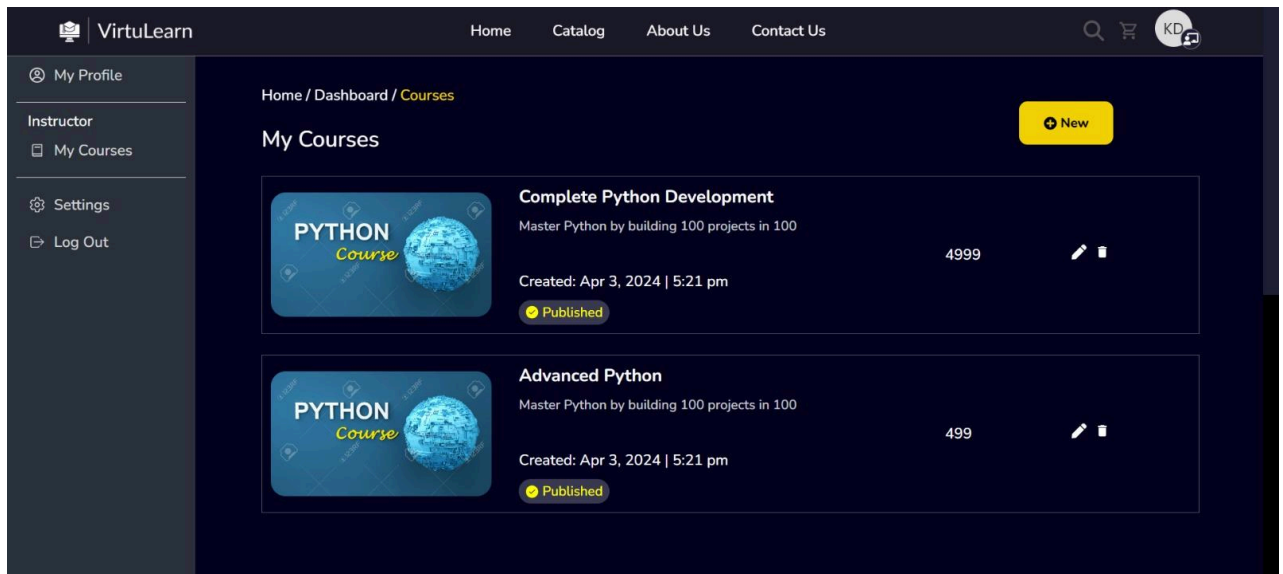 VirtuLearn
Home Catalog About Us Contact Us
KD
My Profile
Instructor
My Courses
Settings
Log Out
Home / Dashboard / Courses
My Courses
New
PYTHON
Course
Complete Python Development
Master Python by building 100 projects in 100
Created: Apr 3, 2024 | 5:21 pm
Published
4999
PYTHON
Course
Advanced Python
Master Python by building 100 projects in 100
Created: Apr 3, 2024 | 5:21 pm
Published
499